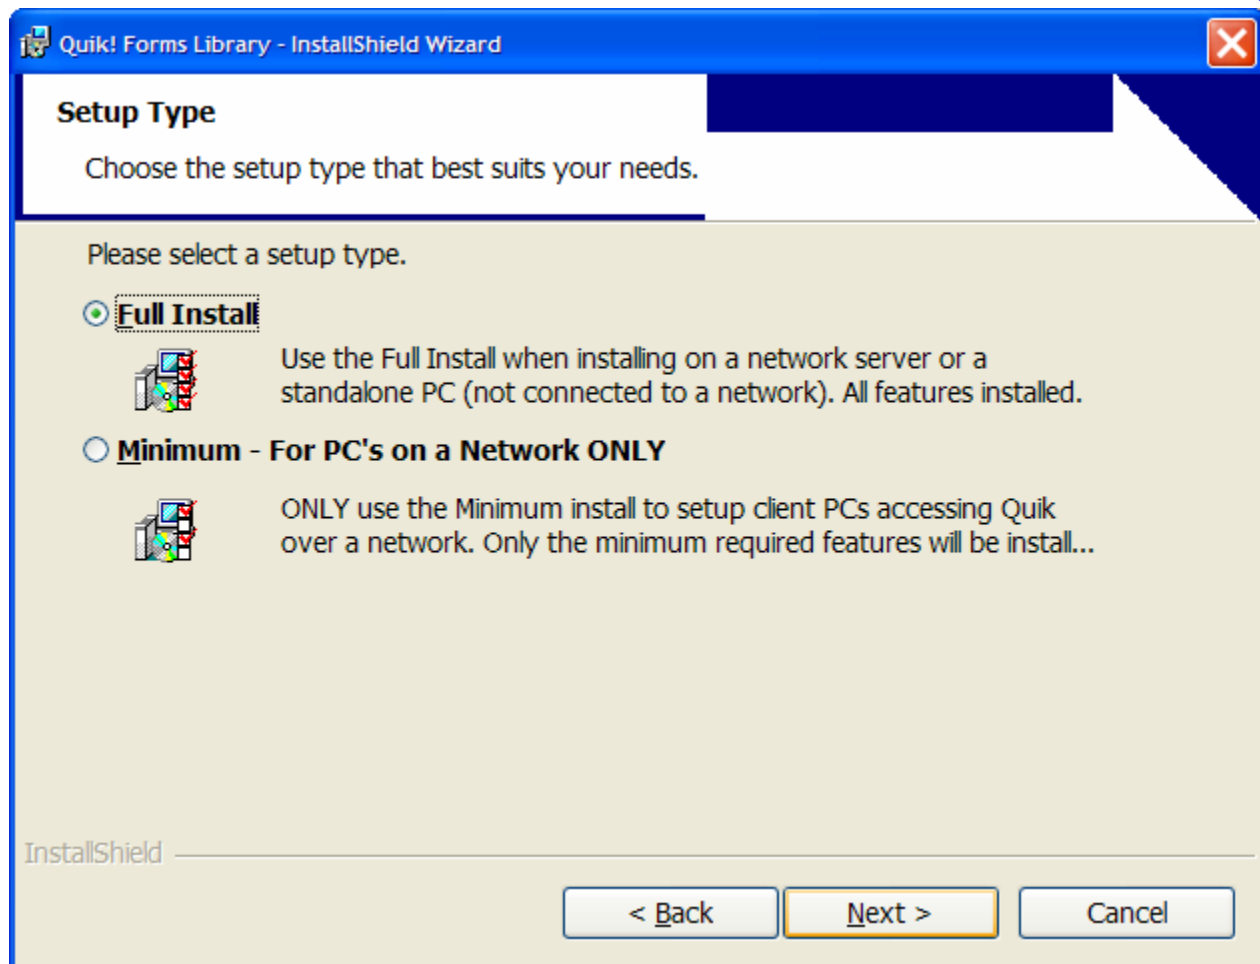 Quik! Forms Library - InstallShield Wizard
Setup Type
Choose the setup type that best suits your needs.
Please select a setup type.
Full Install
Use the Full Install when installing on a network server or a
standalone PC (not connected to a network). All features installed.
Minimum - For PC's on a Network ONLY
ONLY use the Minimum install to setup client PCs accessing Quik
over a network. Only the minimum required features will be install...
InstallShield
< Back Next > Cancel